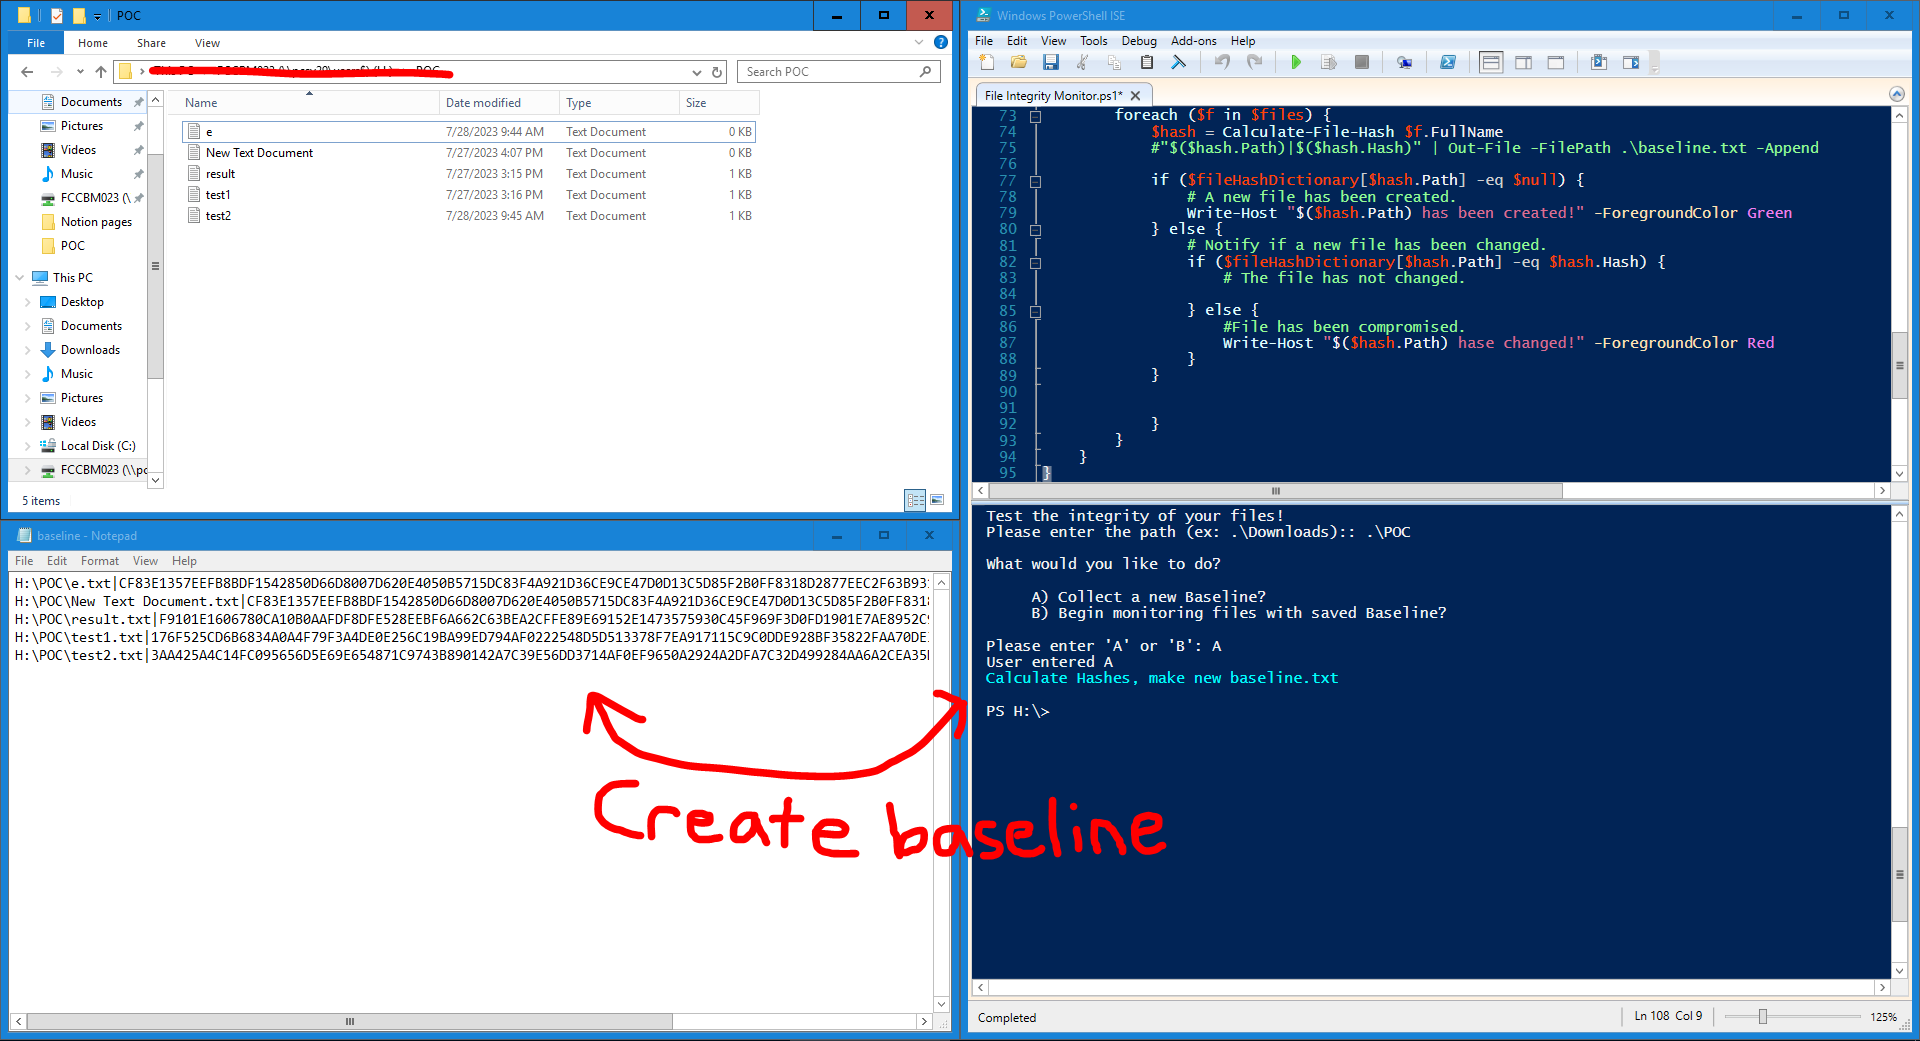 POC
File Home Share View
POC
Search POC
Documents
Pictures
Videos
Music
FCCBM023 (\
Notion pages
POC
This PC
Desktop
Documents
Downloads
Music
Pictures
Videos
Local Disk (C:)
FCCBM023 (\\pc
Name Date modified Type Size
e 7/28/2023 9:44 AM Text Document 0 KB
New Text Document 7/27/2023 4:07 PM Text Document 0 KB
result 7/27/2023 3:15 PM Text Document 1 KB
test1 7/27/2023 3:16 PM Text Document 1 KB
test2 7/28/2023 9:45 AM Text Document 1 KB
5 items
baseline - Notepad
File Edit Format View Help
H:\POC\e.txt|CF83E1357EEFB8BDF1542850D66D8007D620E4050B5715DC83F4A921D36CE9CE47D0D13C5D85F2B0FF8318D2877EEC2F63B931
H:\POC\New Text Document.txt|CF83E1357EEFB8BDF1542850D66D8007D620E4050B5715DC83F4A921D36CE9CE47D0D13C5D85F2B0FF8318
H:\POC\result.txt|F9101E1606780CA10B0AAFDF8DFE528EEBF6A662C63BEA2CFFE89E69152E1473575930C45F969F3D0FD1901E7AE8952C9
H:\POC\test1.txt|176F525CD6B6834A0A4F79F3A4DE0E256C19BA99ED794AF0222548D5D513378F7EA917115C9C0DDE928BF35822FAA70DE
H:\POC\test2.txt|3AA425A4C14FC095656D5E69E654871C9743B890142A7C39E56DD3714AF0EF9650A2924A2DFA7C32D499284AA6A2CEA35
Create baseline
Windows PowerShell ISE
File Edit View Tools Debug Add-ons Help
File Integrity Monitor.ps1*
73 foreach ($f in $files) {
74 $hash = Calculate-File-Hash $f.FullName
75 #"$($hash.Path)|$($hash.Hash)" | Out-File -FilePath .\baseline.txt -Append
76
77 if ($fileHashDictionary[$hash.Path] -eq $null) {
78 # A new file has been created.
79 Write-Host "$($hash.Path) has been created!" -ForegroundColor Green
80 } else {
81 # Notify if a new file has been changed.
82 if ($fileHashDictionary[$hash.Path] -eq $hash.Hash) {
83 # The file has not changed.
84
85 } else {
86 #File has been compromised.
87 Write-Host "$($hash.Path) hase changed!" -ForegroundColor Red
88 }
89 }
90
91
92 }
93 }
94 }
95 }
Test the integrity of your files!
Please enter the path (ex: .\Downloads):: .\POC
What would you like to do?
A) Collect a new Baseline?
B) Begin monitoring files with saved Baseline?
Please enter 'A' or 'B': A
User entered A
Calculate Hashes, make new baseline.txt
PS H:\>
Completed
Ln 108 Col 9
125%